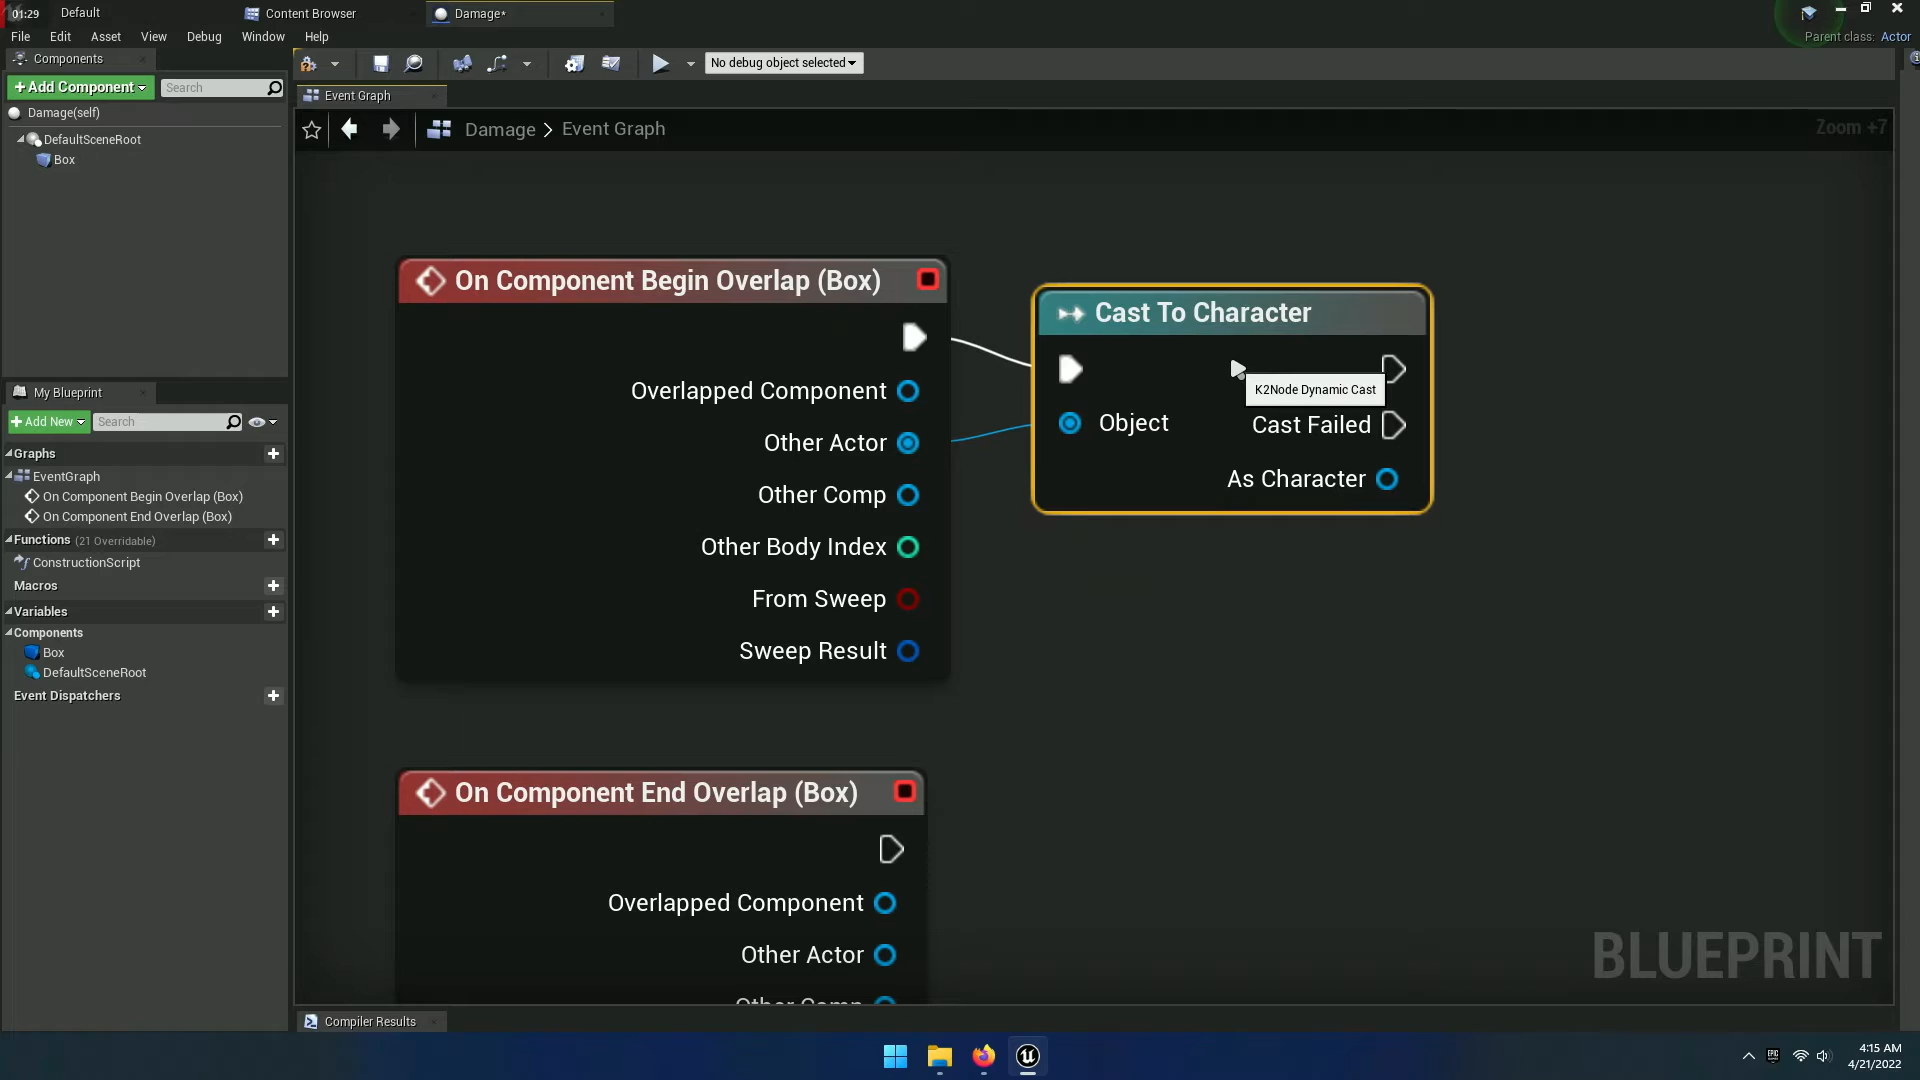 01:29
Default
Content Browser
Damage*
File Edit Asset View Debug Window Help
Parent class: Actor
Components
+Add Component
Search
No debug object selected
Damage(self)
DefaultSceneRoot
Box
Event Graph
Damage > Event Graph
Zoom +7
On Component Begin Overlap (Box)
Overlapped Component
Other Actor
Other Comp
Other Body Index
From Sweep
Sweep Result
Cast To Character
K2Node Dynamic Cast
Object
Cast Failed
As Character
My Blueprint
+Add New
Search
Graphs
EventGraph
On Component Begin Overlap (Box)
On Component End Overlap (Box)
Functions (21 Overridable)
ConstructionScript
Macros
Variables
Components
Box
DefaultSceneRoot
Event Dispatchers
On Component End Overlap (Box)
Overlapped Component
Other Actor
Other Comp
BLUEPRINT
Compiler Results
EPIC
4:15 AM
4/21/2022